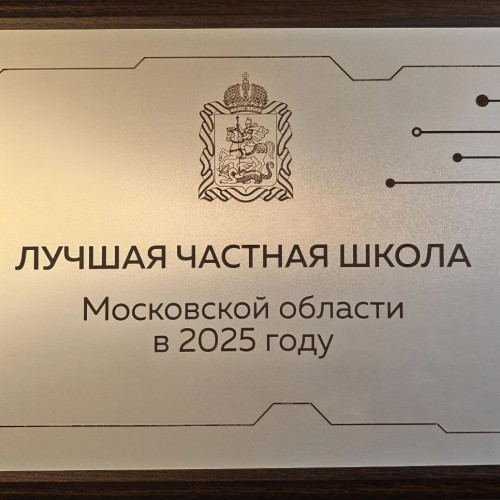 ЛУЧШАЯ ЧАСТНАЯ ШКОЛА
Московской области
в 2025 году